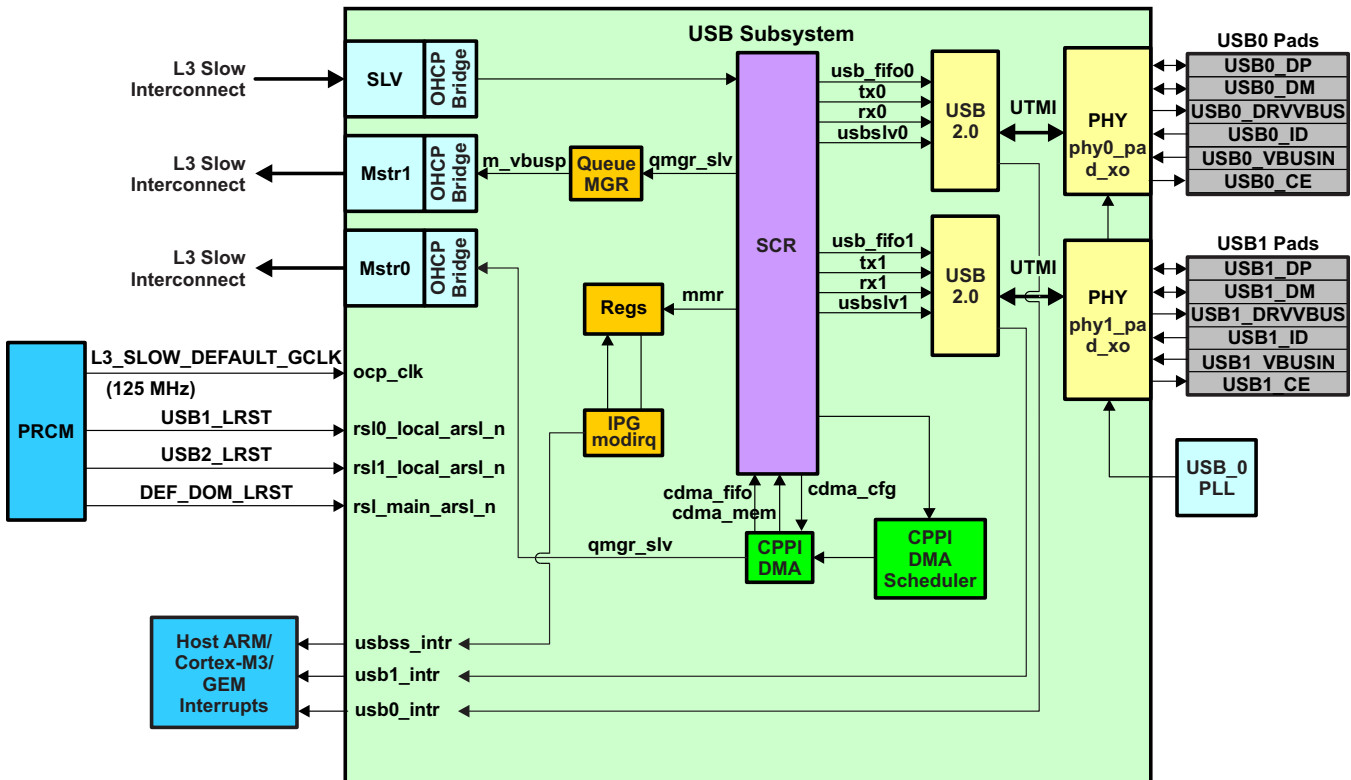 USB Subsystem
L3 Slow
Interconnect
SLV
OHCP
Bridge
L3 Slow
Interconnect
Mstr1
OHCP
Bridge
m_vbusp
Queue
MGR
qmgr_slv
L3 Slow
Interconnect
Mstr0
OHCP
Bridge
SCR
usb_fifo0
tx0
rx0
usbslv0
USB
2.0
UTMI
PHY
phy0_pa
d_xo
USB0 Pads
USB0_DP
USB0_DM
USB0_DRVVBUS
USB0_ID
USB0_VBUSIN
USB0_CE
usb_fifo1
tx1
rx1
usbslv1
USB
2.0
UTMI
PHY
phy1_pa
d_xo
USB1 Pads
USB1_DP
USB1_DM
USB1_DRVVBUS
USB1_ID
USB1_VBUSIN
USB1_CE
Regs
mmr
IPG
modirq
PRCM
L3_SLOW_DEFAULT_GCLK
(125 MHz)
ocp_clk
USB1_LRST
rsl0_local_arsl_n
USB2_LRST
rsl1_local_arsl_n
DEF_DOM_LRST
rsl_main_arsl_n
USB_0
PLL
cdma_fifo
cdma_mem
cdma_cfg
qmgr_slv
CPPI
DMA
CPPI
DMA
Scheduler
Host ARM/
Cortex-M3/
GEM
Interrupts
usbss_intr
usb1_intr
usb0_intr